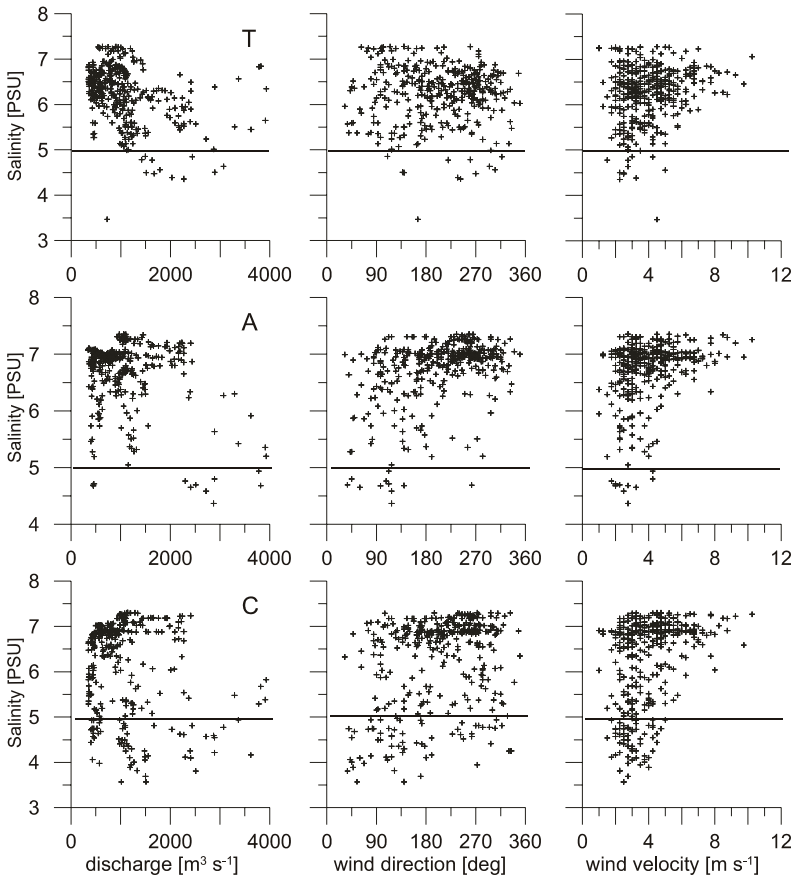 8
7
6
5
4
3
Salinity [PSU]
T
0 2000 4000
0 90 180 270 360
0 4 8 12
8
7
6
5
4
Salinity [PSU]
A
0 2000 4000
0 90 180 270 360
0 4 8 12
8
7
6
5
4
3
Salinity [PSU]
C
0 2000 4000
0 90 180 270 360
0 4 8 12
discharge [m³ s⁻¹]
wind direction [deg]
wind velocity [m s⁻¹]